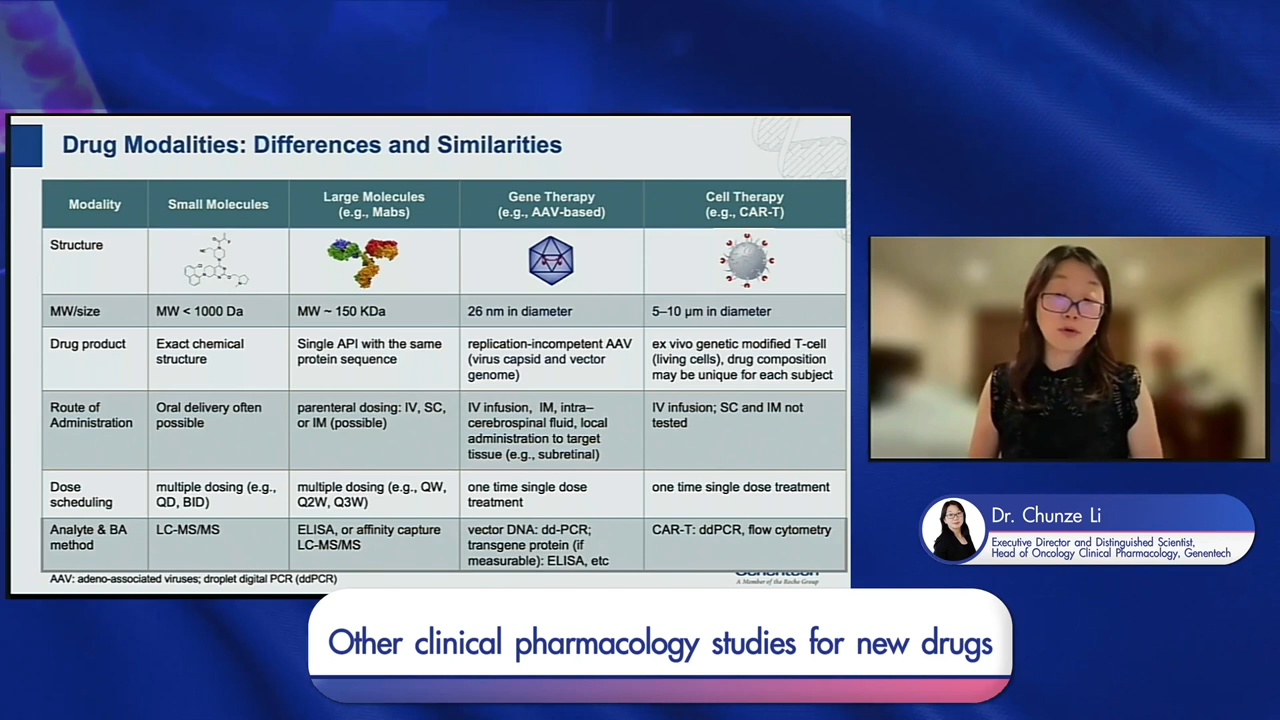 Drug Modalities: Differences and Similarities
Modality
Small Molecules
Large Molecules
(e.g., Mabs)
Gene Therapy
(e.g., AAV-based)
Cell Therapy
(e.g., CAR-T)
Structure
MW/size
MW < 1000 Da
MW ~ 150 KDa
26 nm in diameter
5–10 µm in diameter
Drug product
Exact chemical
structure
Single API with the same
protein sequence
replication-incompetent AAV
(virus capsid and vector
genome)
ex vivo genetic modified T-cell
(living cells), drug composition
may be unique for each subject
Route of
Administration
Oral delivery often
possible
parenteral dosing: IV, SC,
or IM (possible)
IV infusion, IM, intra–
cerebrospinal fluid, local
administration to target
tissue (e.g., subretinal)
IV infusion; SC and IM not
tested
Dose
scheduling
multiple dosing (e.g.,
QD, BID)
multiple dosing (e.g., QW,
Q2W, Q3W)
one time single dose
treatment
one time single dose treatment
Analyte & BA
method
LC-MS/MS
ELISA, or affinity capture
LC-MS/MS
vector DNA: dd-PCR;
transgene protein (if
measurable): ELISA, etc
CAR-T: ddPCR, flow cytometry
AAV: adeno-associated viruses; droplet digital PCR (ddPCR)
Genentech
A Member of the Roche Group
Dr. Chunze Li
Executive Director and Distinguished Scientist,
Head of Oncology Clinical Pharmacology, Genentech
Other clinical pharmacology studies for new drugs